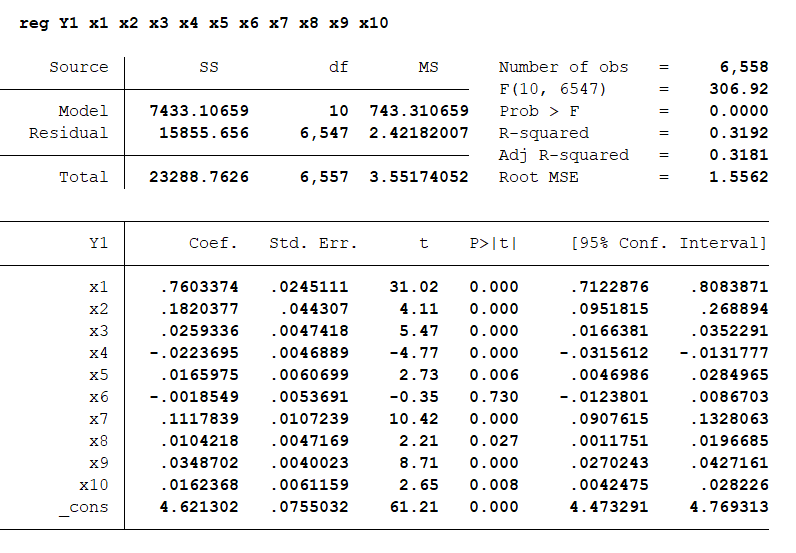 reg Y1 x1 x2 x3 x4 x5 x6 x7 x8 x9 x10
Source SS df MS Number of obs = 6,558
F(10, 6547) = 306.92
Model 7433.10659 10 743.310659 Prob > F = 0.0000
Residual 15855.656 6,547 2.42182007 R-squared = 0.3192
Adj R-squared = 0.3181
Total 23288.7626 6,557 3.55174052 Root MSE = 1.5562
Y1 Coef. Std. Err. t P>|t| [95% Conf. Interval]
x1 .7603374 .0245111 31.02 0.000 .7122876 .8083871
x2 .1820377 .044307 4.11 0.000 .0951815 .268894
x3 .0259336 .0047418 5.47 0.000 .0166381 .0352291
x4 -.0223695 .0046889 -4.77 0.000 -.0315612 -.0131777
x5 .0165975 .0060699 2.73 0.006 .0046986 .0284965
x6 -.0018549 .0053691 -0.35 0.730 -.0123801 .0086703
x7 .1117839 .0107239 10.42 0.000 .0907615 .1328063
x8 .0104218 .0047169 2.21 0.027 .0011751 .0196685
x9 .0348702 .0040023 8.71 0.000 .0270243 .0427161
x10 .0162368 .0061159 2.65 0.008 .0042475 .028226
_cons 4.621302 .0755032 61.21 0.000 4.473291 4.769313